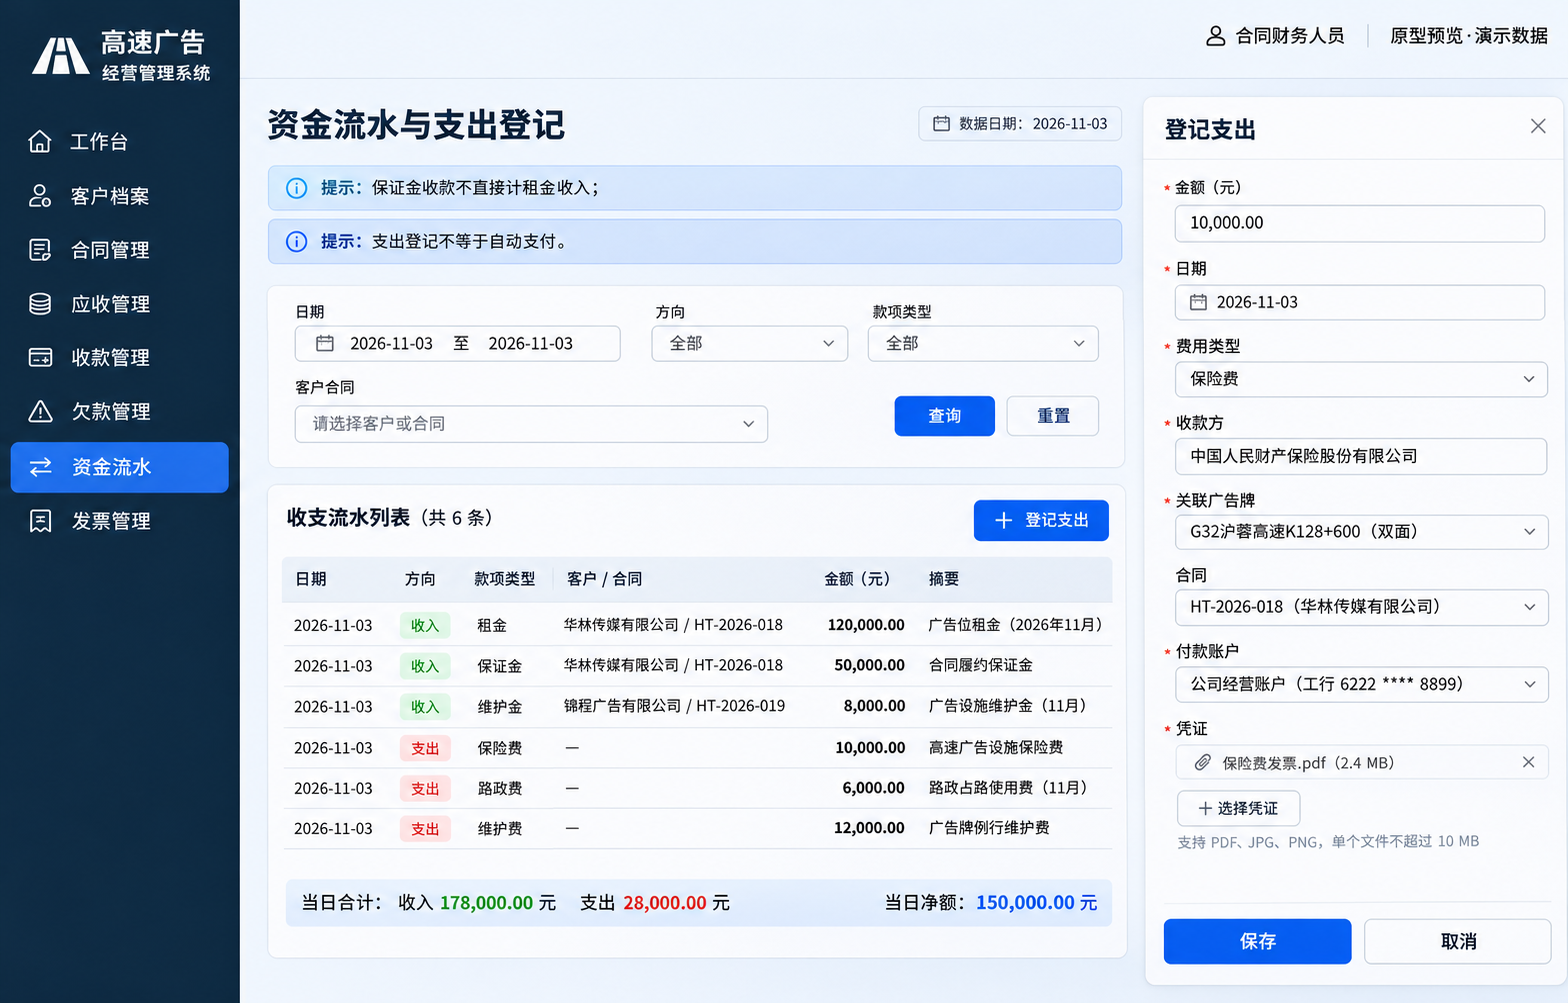 高速广告
经营管理系统
合同财务人员
原型预览·演示数据
工作台
客户档案
合同管理
应收管理
收款管理
欠款管理
资金流水
发票管理
资金流水与支出登记
数据日期：2026-11-03
提示：保证金收款不直接计租金收入；
提示：支出登记不等于自动支付。
日期
方向
款项类型
2026-11-03 至 2026-11-03
全部
全部
客户合同
请选择客户或合同
查询
重置
收支流水列表（共 6 条）
登记支出
日期 方向 款项类型 客户 / 合同 金额（元） 摘要
2026-11-03 收入 租金 华林传媒有限公司 / HT-2026-018 120,000.00 广告位租金（2026年11月）
2026-11-03 收入 保证金 华林传媒有限公司 / HT-2026-018 50,000.00 合同履约保证金
2026-11-03 收入 维护金 锦程广告有限公司 / HT-2026-019 8,000.00 广告设施维护金（11月）
2026-11-03 支出 保险费 — 10,000.00 高速广告设施保险费
2026-11-03 支出 路政费 — 6,000.00 路政占路使用费（11月）
2026-11-03 支出 维护费 — 12,000.00 广告牌例行维护费
当日合计： 收入 178,000.00 元 支出 28,000.00 元 当日净额：150,000.00 元
登记支出
* 金额（元）
10,000.00
* 日期
2026-11-03
* 费用类型
保险费
* 收款方
中国人民财产保险股份有限公司
* 关联广告牌
G32沪蓉高速K128+600（双面）
合同
HT-2026-018（华林传媒有限公司）
* 付款账户
公司经营账户（工行 6222 **** 8899）
* 凭证
保险费发票.pdf（2.4 MB）
选择凭证
支持 PDF、JPG、PNG，单个文件不超过 10 MB
保存
取消